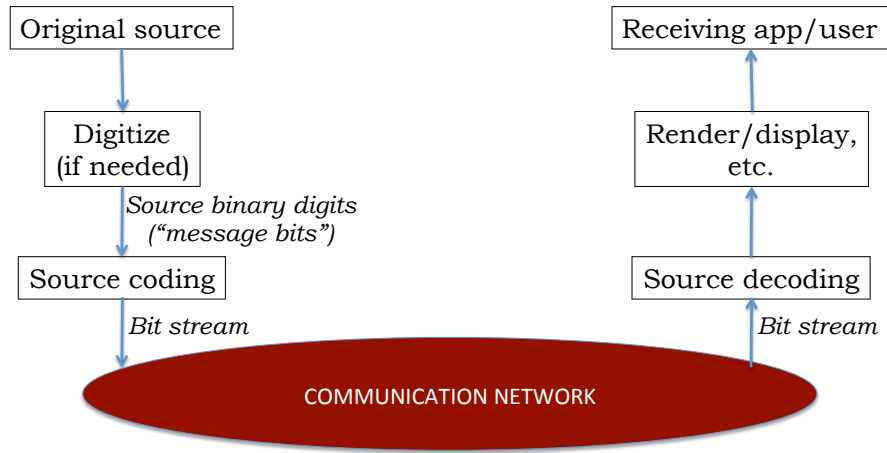 Original source
Receiving app/user
Digitize
(if needed)
Render/display,
etc.
Source binary digits
(“message bits”)
Source coding
Source decoding
Bit stream
Bit stream
COMMUNICATION NETWORK